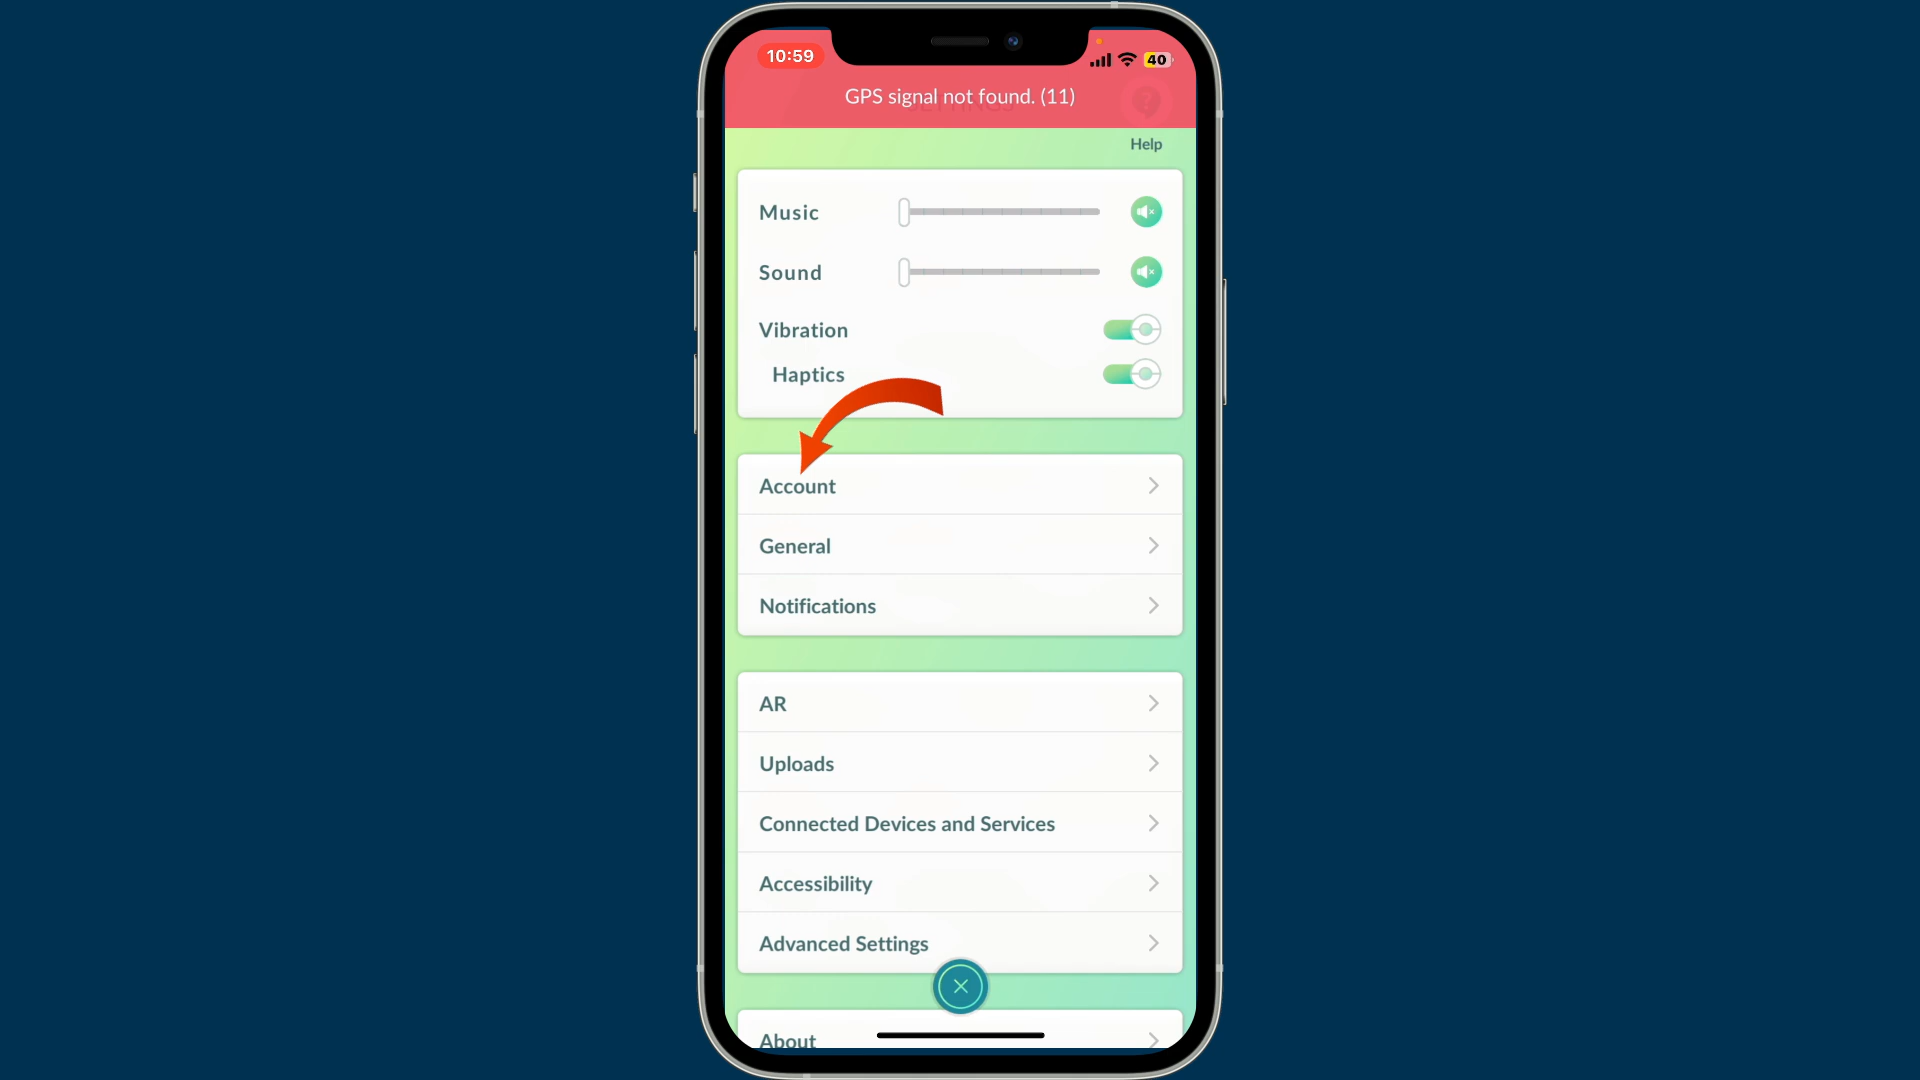 10:59
40
GPS signal not found. (11)
Help
Music
Sound
Vibration
Haptics
Account
General
Notifications
AR
Uploads
Connected Devices and Services
Accessibility
Advanced Settings
About